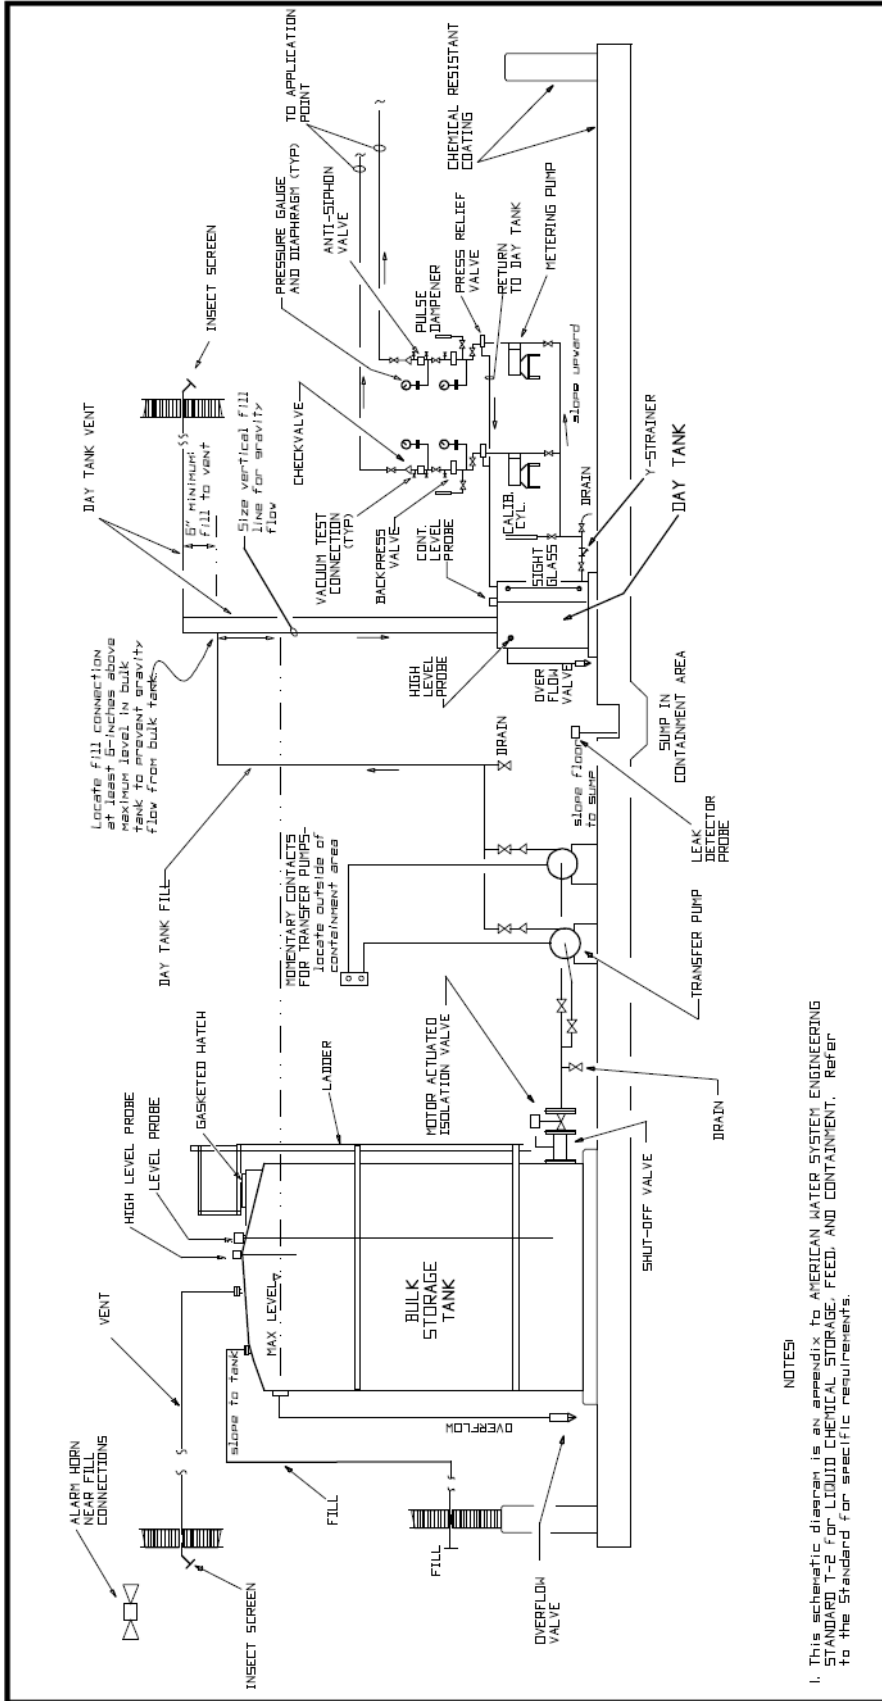 ALARM HORN
NEAR FILL
CONNECTIONS
INSECT SCREEN
VENT
HIGH LEVEL PROBE
LEVEL PROBE
GASKETED HATCH
FILL
slope to tank
MAX LEVEL
LADDER
BULK
STORAGE
TANK
OVERFLOW
FILL
OVERFLOW
VALVE
MOTOR ACTUATED
ISOLATION VALVE
SHUT-OFF VALVE
DRAIN
Locate fill connection
at least 6-inches above
maximum level in bulk
tank to prevent gravity
flow from bulk tank.
DAY TANK FILL
MOMENTARY CONTACTS
FOR TRANSFER PUMPS-
locate outside of
containment area
DRAIN
TRANSFER PUMP
LEAK
DETECTOR
PROBE
slope floor
to sump
SUMP IN
CONTAINMENT AREA
DAY TANK VENT
INSECT SCREEN
6" minimum:
fill to vent
Size vertical fill
line for gravity
flow
HIGH
LEVEL
PROBE
OVER
FLOW
VALVE
CONT.
LEVEL
PROBE
SIGHT
GLASS
CALIB.
CYL.
DRAIN
Y-STRAINER
DAY TANK
CHECKVALVE
VACUUM TEST
CONNECTION
(TYP)
BACKPRESS
VALVE
PRESSURE GAUGE
AND DIAPHRAGM (TYP)
ANTI-SIPHON
VALVE
PULSE
DAMPENER
PRESS RELIEF
VALVE
RETURN
TO DAY TANK
METERING PUMP
slope upward
TO APPLICATION
POINT
CHEMICAL RESISTANT
COATING
NOTES:
1. This schematic diagram is an appendix to AMERICAN WATER SYSTEM ENGINEERING
STANDARD T-2 for LIQUID CHEMICAL STORAGE, FEED, AND CONTAINMENT. Refer
to the Standard for specific requirements.